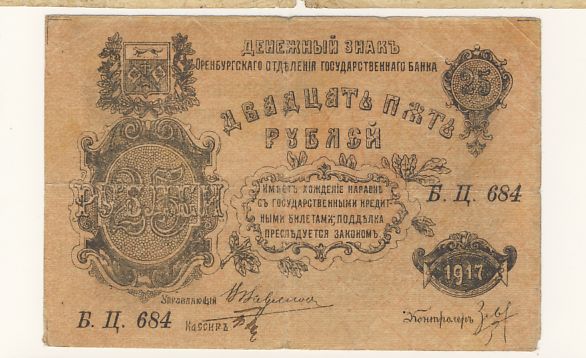 ДЕНЕЖНЫЙ ЗНАКЪ
ОРЕНБУРГСКАГО ОТДѢЛЕНІЯ ГОСУДАРСТВЕННАГО БАНКА
25
ДВАДЦАТЬ ПЯТЬ
РУБЛЕЙ
25
РУБЛЕЙ
ИМѢЕТЪ ХОЖДЕНІЕ НАРАВНѢ
СЪ ГОСУДАРСТВЕННЫМИ КРЕДИТ-
НЫМИ БИЛЕТАМИ, ПОДДѢЛКА
ПРЕСЛѢДУЕТСЯ ЗАКОНОМЪ.
Б. Ц. 684
1917
Управляющій
Б. Ц. 684
Кассиръ
Контролеръ